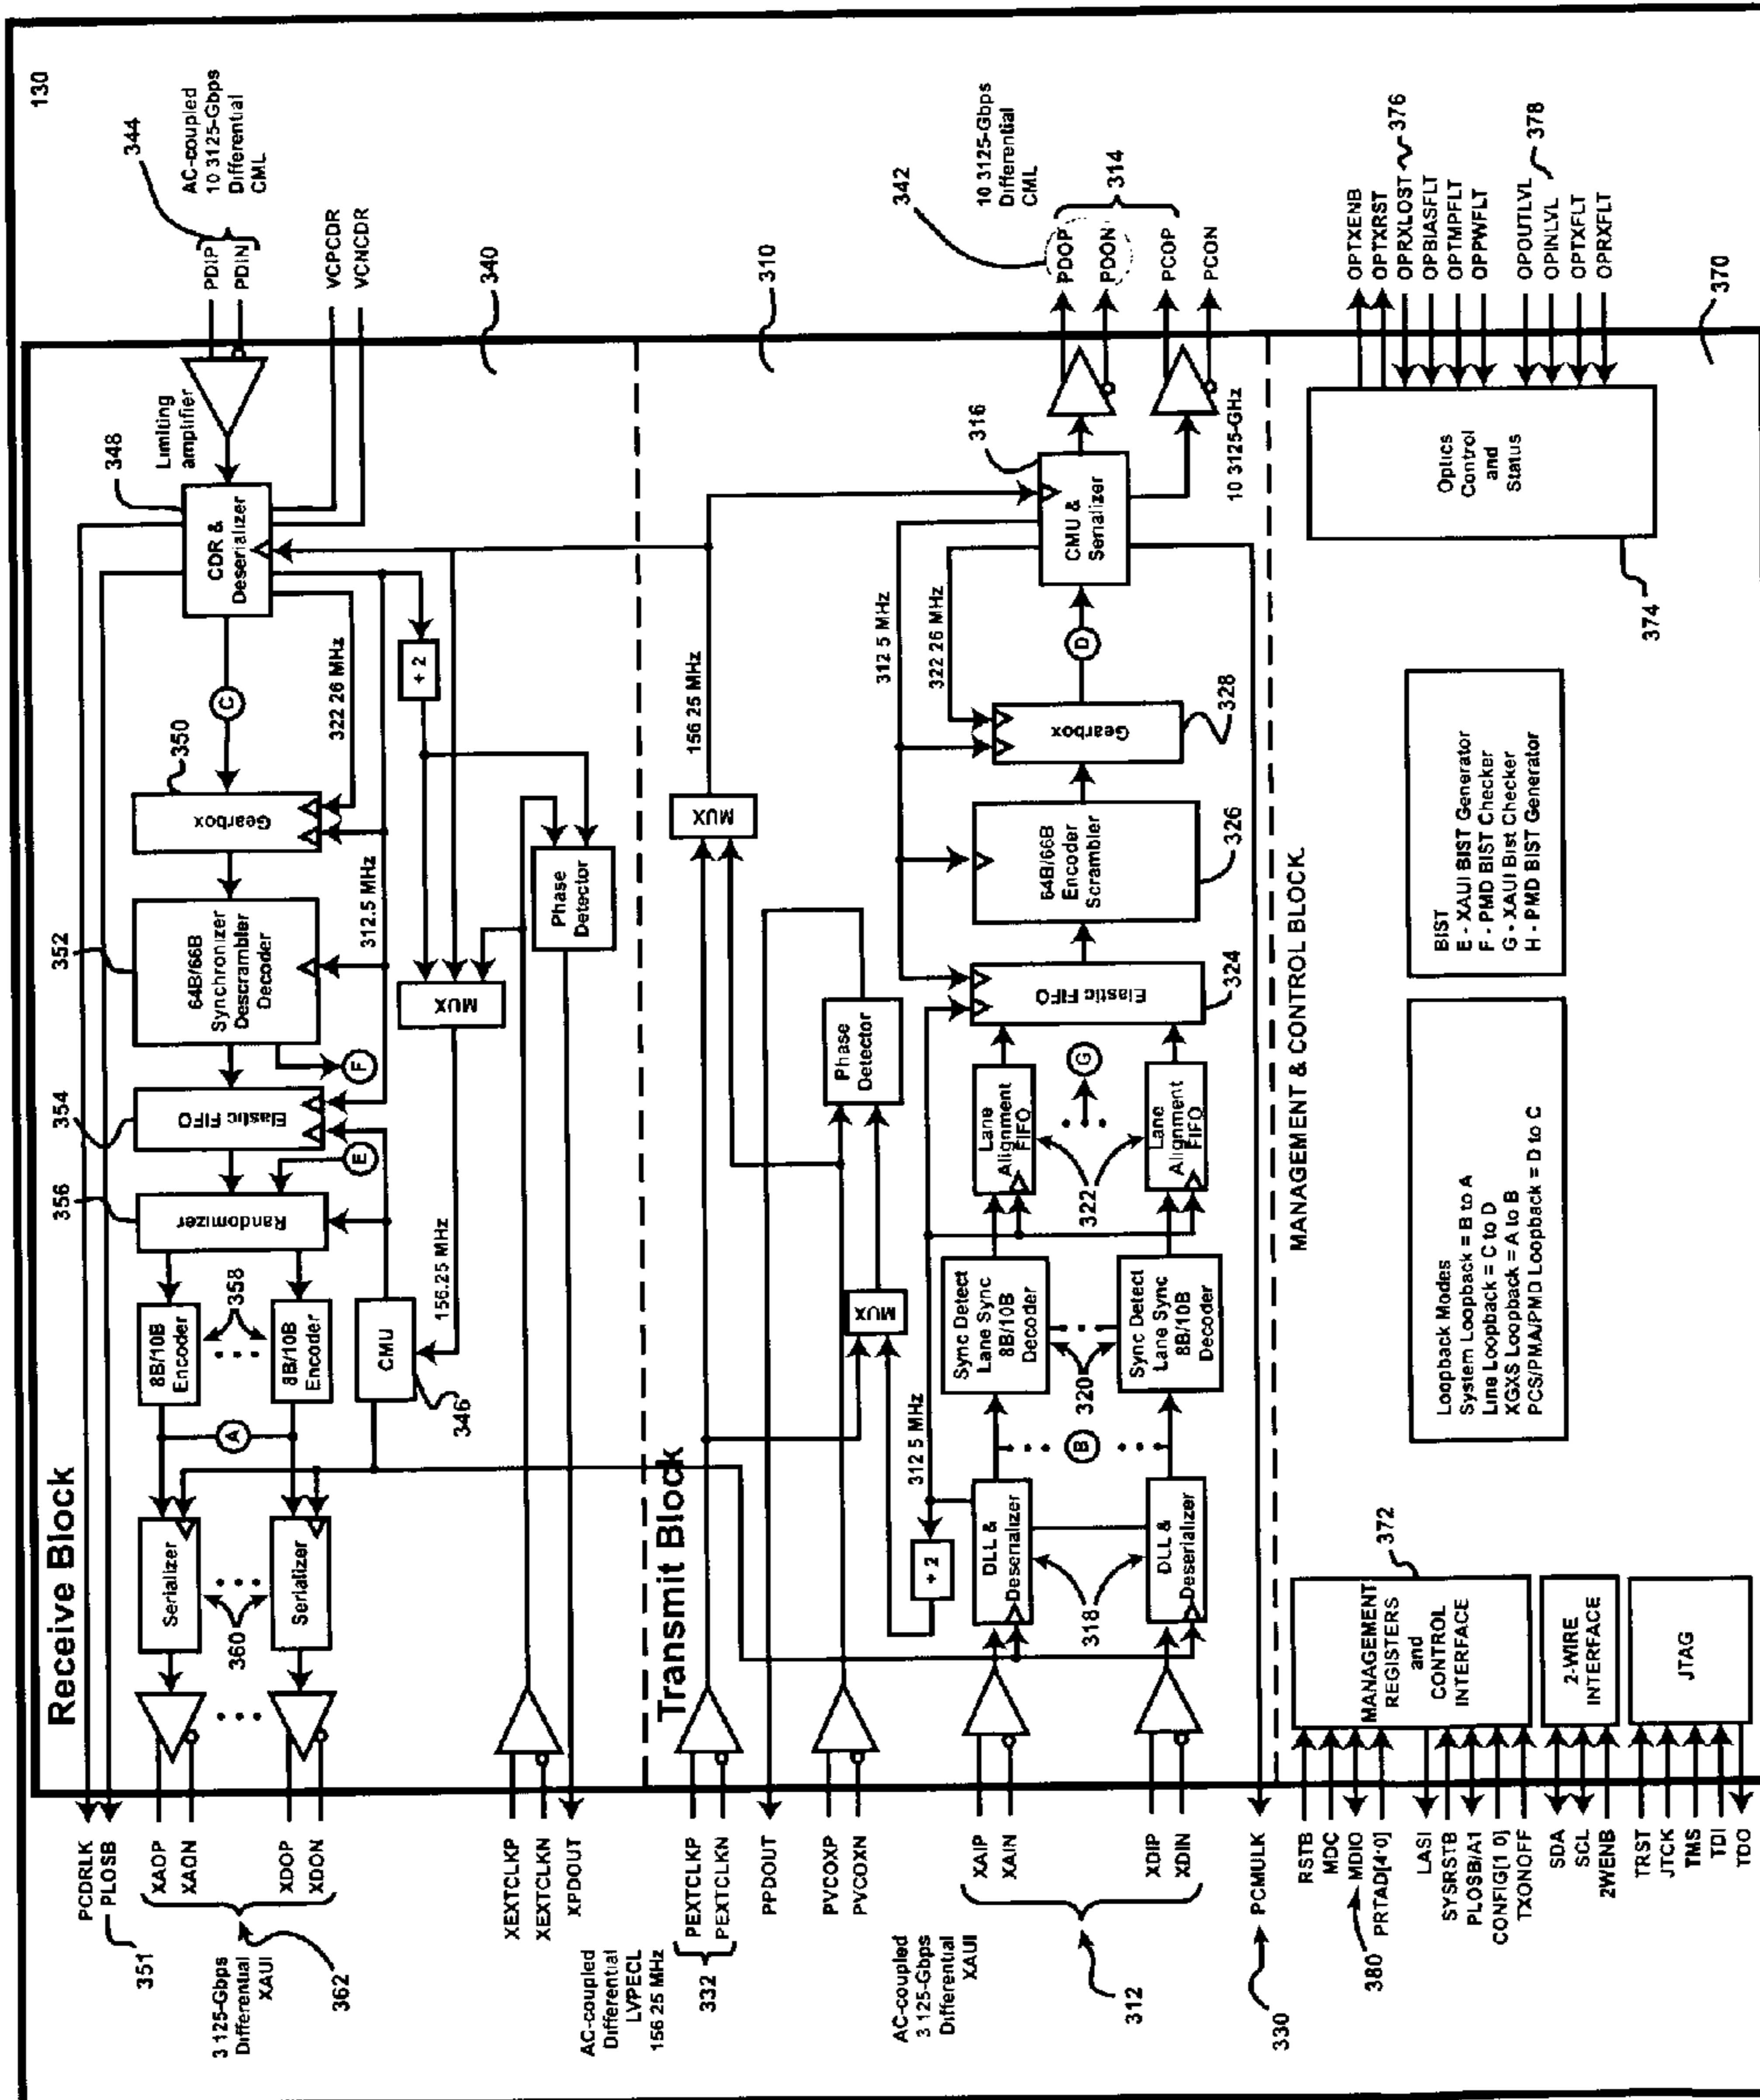 130
Receive Block
PCDRLK
PLOSB
351
XAOP
XAON
XDOP
XDON
3 125-Gbps
Differential
XAUI
362
Serializer
360
Serializer
A
8B/10B
Encoder
358
8B/10B
Encoder
CMU
346
356
Randomizer
E
354
Elastic FIFO
F
352
64B/66B
Synchronizer
Descrambler
Decoder
350
Gearbox
C
312.5 MHz
322 26 MHz
348
CDR &
Deserializer
Limiting
amplifier
344
AC-coupled
10 3125-Gbps
Differential
CML
PDIP
PDIN
VCPCDR
VCNCDR
÷ 2
MUX
156.25 MHz
Phase
Detector
XEXTCLKP
XEXTCLKN
XPDOUT
340
Transmit Block
310
AC-coupled
Differential
LVPECL
156 25 MHz
332
PEXTCLKP
PEXTCLKN
PPDOUT
PVCOXP
PVCOXN
MUX
Phase
Detector
MUX
156 25 MHz
AC-coupled
3 125-Gbps
Differential
XAUI
312
XAIP
XAIN
XDIP
XDIN
330
PCMULK
÷ 2
312 5 MHz
DLL &
Deserializer
318
DLL &
Deserializer
B
Sync Detect
Lane Sync
8B/10B
Decoder
320
Sync Detect
Lane Sync
8B/10B
Decoder
Lane
Alignment
FIFO
322
G
Lane
Alignment
FIFO
Elastic FIFO
324
64B/66B
Encoder
Scrambler
326
Gearbox
328
D
312 5 MHz
322 26 MHz
316
CMU &
Serializer
10 3125-GHz
342
10 3125-Gbps
Differential
CML
314
PDOP
PDON
PCOP
PCON
MANAGEMENT & CONTROL BLOCK.
RSTB
MDC
MDIO
380
PRTAD[4·0]
LASI
SYSRSTB
PLOSB/A1
CONFIG[1 0]
TXONOFF
SDA
SCL
2WENB
TRST
JTCK
TMS
TDI
TDO
372
MANAGEMENT
REGISTERS
and
CONTROL
INTERFACE
2-WIRE
INTERFACE
JTAG
Loopback Modes
System Loopback = B to A
Line Loopback = C to D
XGXS Loopback = A to B
PCS/PMA/PMD Loopback = D to C
BIST
E - XAUI BIST Generator
F - PMD BIST Checker
G - XAUI Bist Checker
H - PMD BIST Generator
374
Optics
Control
and
Status
OPTXENB
OPTXRST
OPRXLOST
376
OPBIASFLT
OPTMPFLT
OPPWFLT
OPOUTLVL
OPINLVL
378
OPTXFLT
OPRXFLT
370